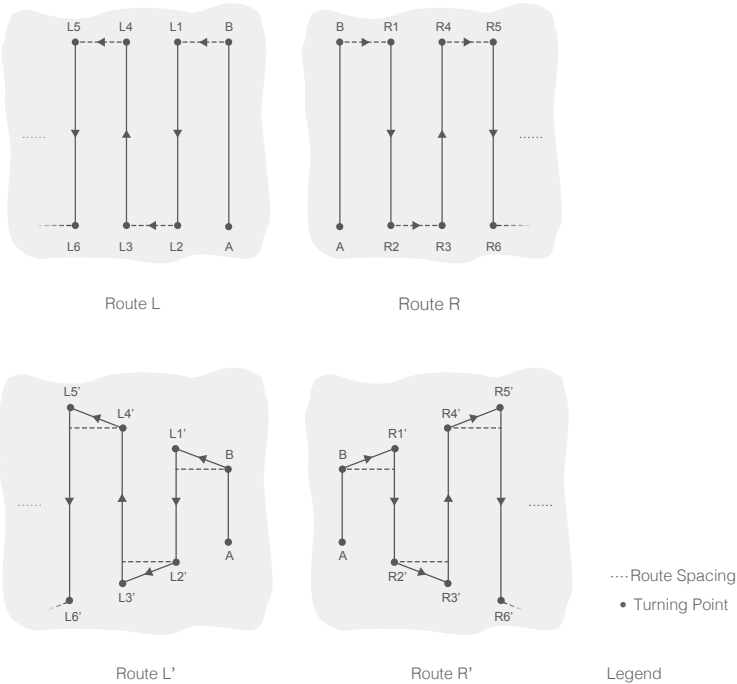 L5 L4 L1 B
L6 L3 L2 A
Route L
B R1 R4 R5
A R2 R3 R6
Route R
L5’
L4’
L1’
B
A
L2’
L3’
L6’
Route L’
R5’
R4’
R1’
B
A
R2’
R3’
R6’
Route R’
Route Spacing
Turning Point
Legend